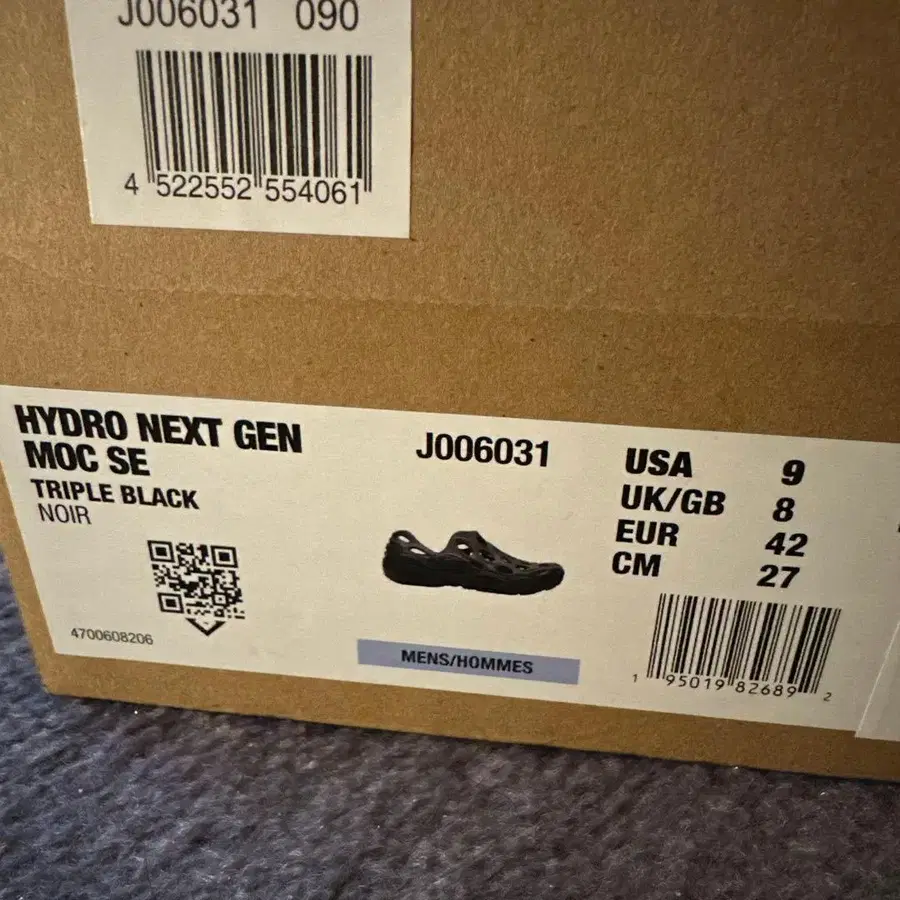 J006031 090
4 522552 554061
HYDRO NEXT GEN
MOC SE
TRIPLE BLACK
NOIR
4700608206
J006031
MENS/HOMMES
USA 9
UK/GB 8
EUR 42
CM 27
1 95019 82689 2